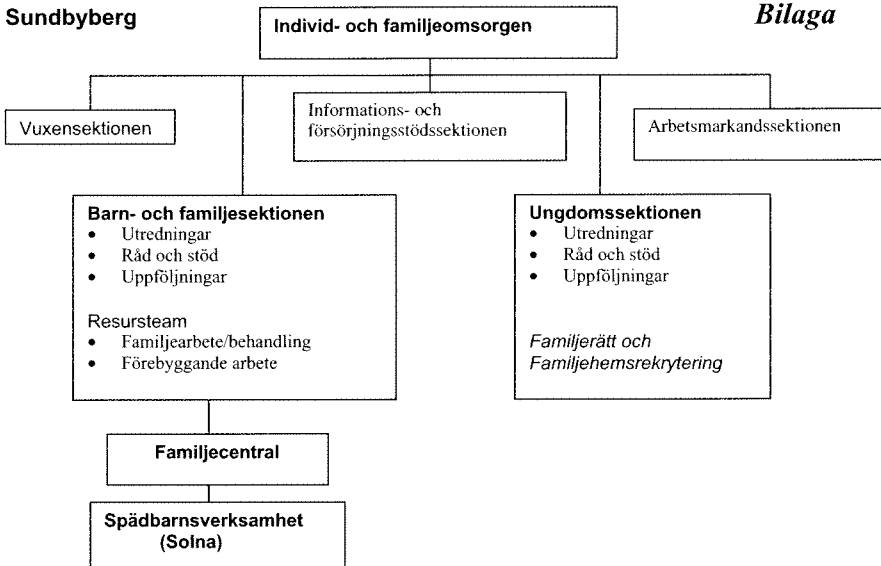 Sundbyberg
Bilaga
Individ- och familjeomsorgen
Vuxensektionen
Informations- och
försörjningsstödssektionen
Arbetsmarkandssektionen
Barn- och familjesektionen
• Utredningar
• Råd och stöd
• Uppföljningar
Resursteam
• Familjearbete/behandling
• Förebyggande arbete
Ungdomssektionen
• Utredningar
• Råd och stöd
• Uppföljningar
Familjerätt och
Familjehemsrekrytering
Familjecentral
Spädbarnsverksamhet
(Solna)